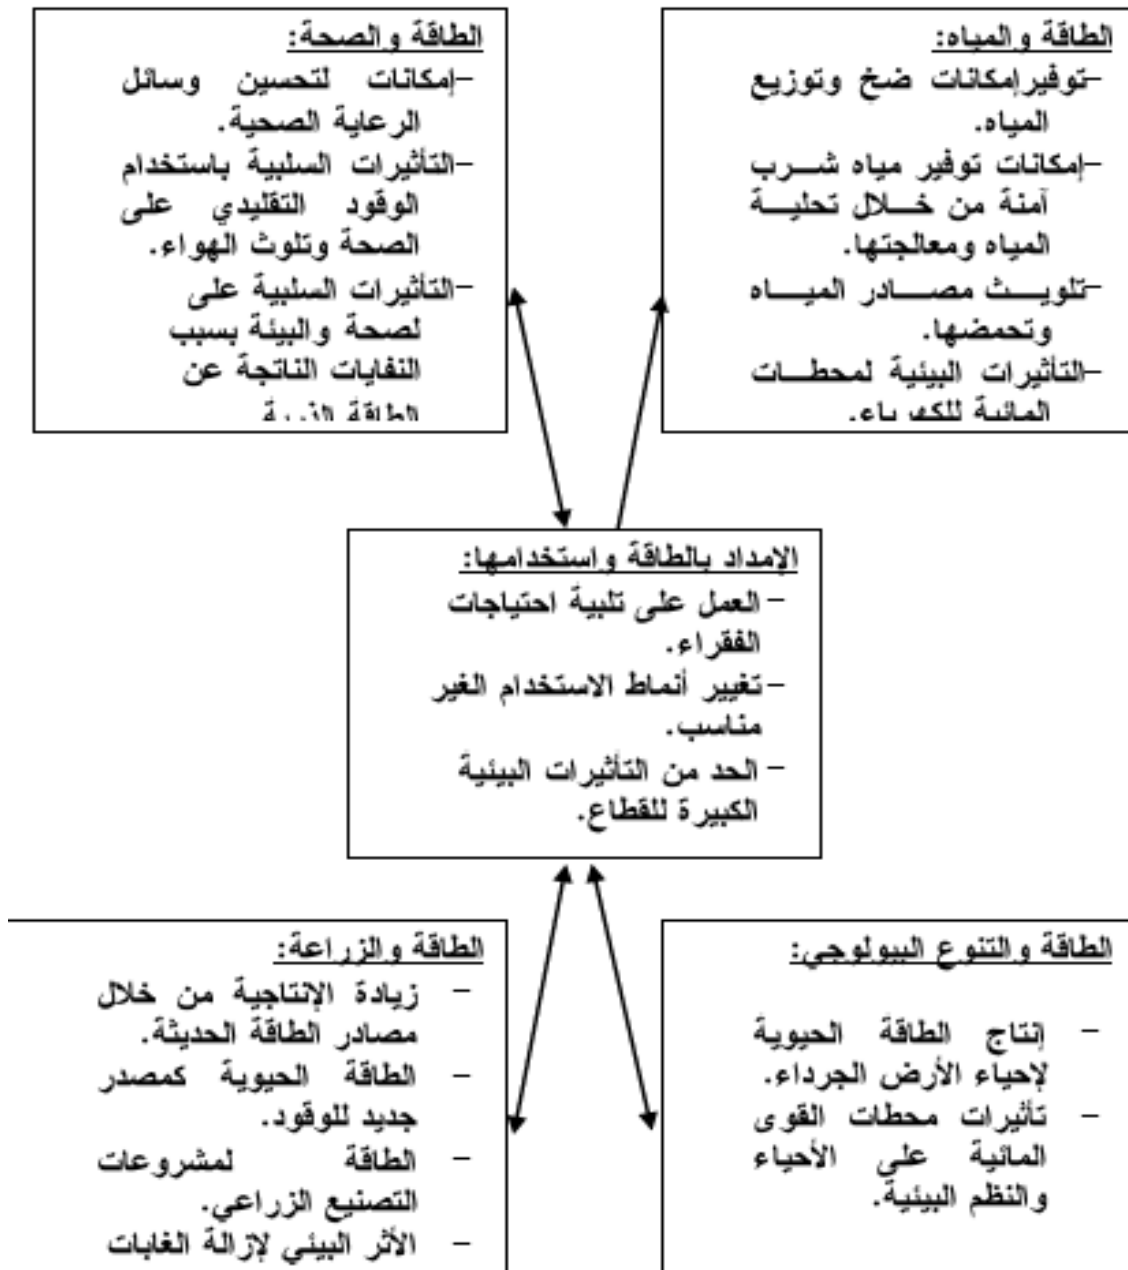 الطاقة والمياه:
-توفيرإمكانات ضخ وتوزيع
المياه.
-إمكانات توفير مياه شرب
آمنة من خلال تحلية
المياه ومعالجتها.
-تلويث مصادر المياه
وتحمضها.
-التأثيرات البيئية لمحطات
المائية للكهرباء.
الطاقة والصحة:
-إمكانات لتحسين وسائل
الرعاية الصحية.
-التأثيرات السلبية باستخدام
الوقود التقليدي على
الصحة وتلوث الهواء.
-التأثيرات السلبية على
لصحة والبيئة بسبب
النفايات الناتجة عن
الطاقة
الإمداد بالطاقة واستخدامها:
- العمل على تلبية احتياجات
الفقراء.
- تغيير أنماط الاستخدام الغير
مناسب.
- الحد من التأثيرات البيئية
الكبيرة للقطاع.
الطاقة والتنوع البيولوجي:
- إنتاج الطاقة الحيوية
لإحياء الأرض الجرداء.
- تأثيرات محطات القوى
المائية على الأحياء
والنظم البيئية.
الطاقة والزراعة:
- زيادة الإنتاجية من خلال
مصادر الطاقة الحديثة.
- الطاقة الحيوية كمصدر
جديد للوقود.
- الطاقة لمشروعات
التصنيع الزراعي.
- الأثر البيئي لإزالة الغابات